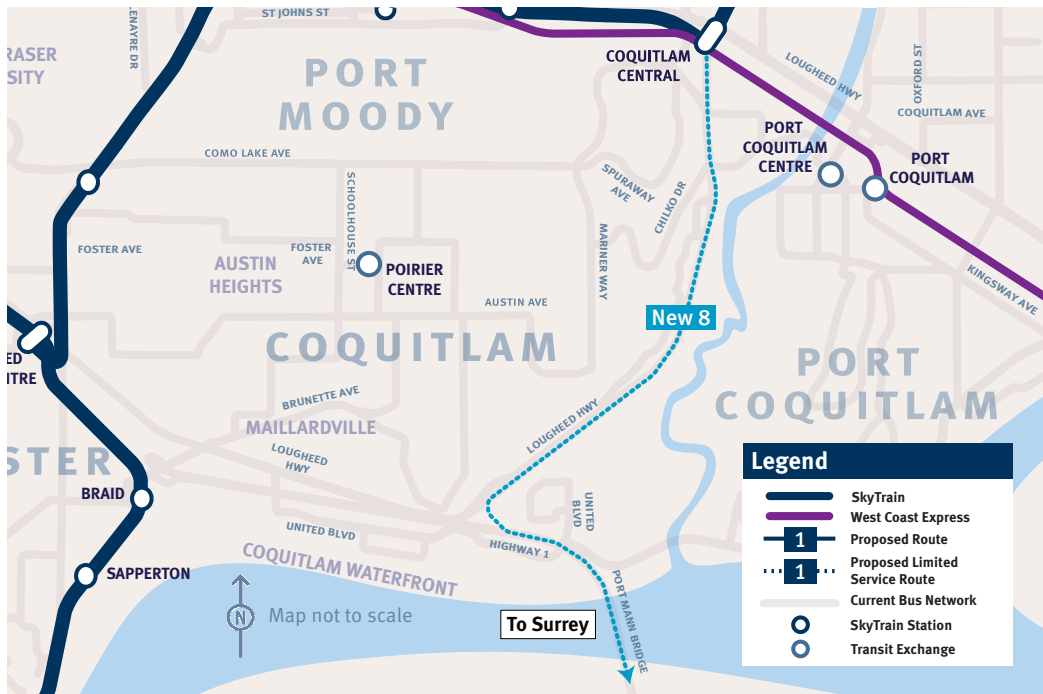 ST JOHNS ST
LENAYRE DR
RASER
SITY
PORT
MOODY
COQUITLAM
CENTRAL
LOUGHEED HWY
OXFORD ST
COQUITLAM AVE
PORT
COQUITLAM
CENTRE
PORT
COQUITLAM
COMO LAKE AVE
SCHOOLHOUSE ST
SPURAWAY
AVE
CHILKO DR
MARINER WAY
FOSTER AVE
FOSTER
AVE
AUSTIN
HEIGHTS
POIRIER
CENTRE
KINGSWAY AVE
AUSTIN AVE
New 8
COQUITLAM
ED
NTRE
PORT
COQUITLAM
BRUNETTE AVE
MAILLARDVILLE
LOUGHEED
HWY
LOUGHEED HWY
STER
BRAID
UNITED
BLVD
UNITED BLVD
HIGHWAY 1
COQUITLAM WATERFRONT
SAPPERTON
PORT MANN BRIDGE
N
Map not to scale
To Surrey
Legend
SkyTrain
West Coast Express
1 Proposed Route
1 Proposed Limited
Service Route
Current Bus Network
SkyTrain Station
Transit Exchange